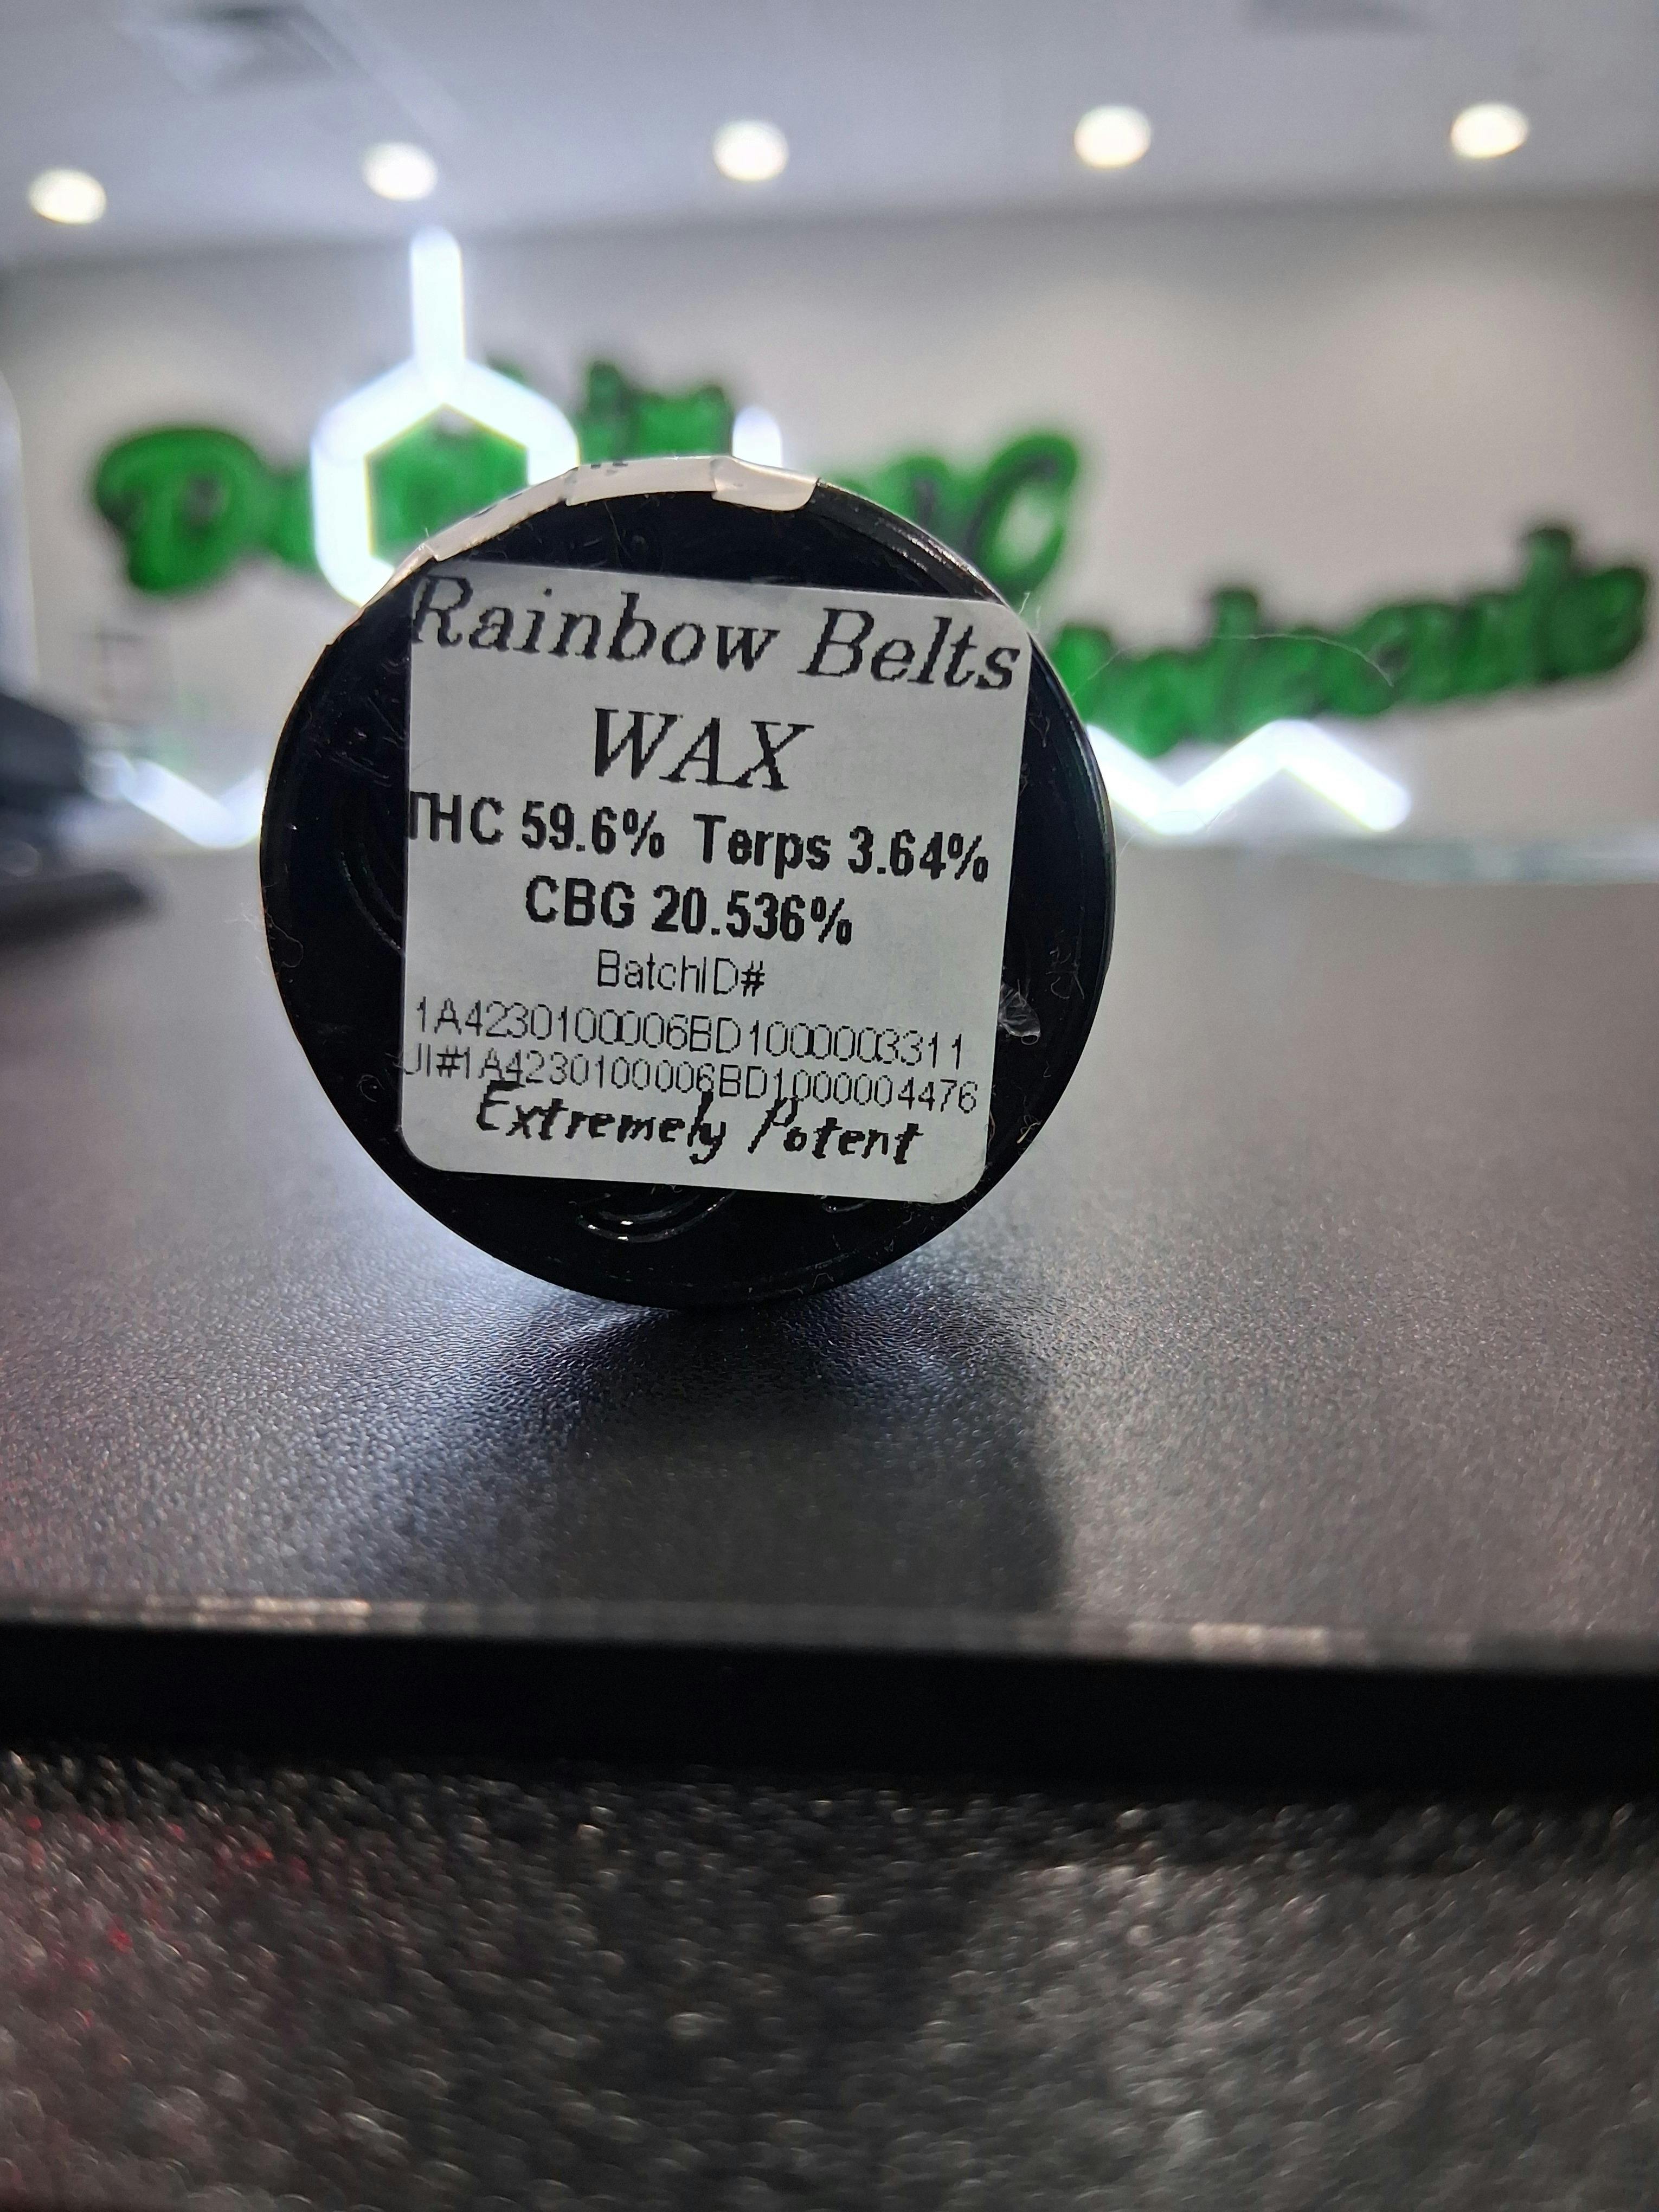 Rainbow Belts
WAX
THC 59.6% Terps 3.64%
CBG 20.536%
BatchID#
1A4230100006BD1000003311
UI#1A4230100006BD1000004476
Extremely Potent